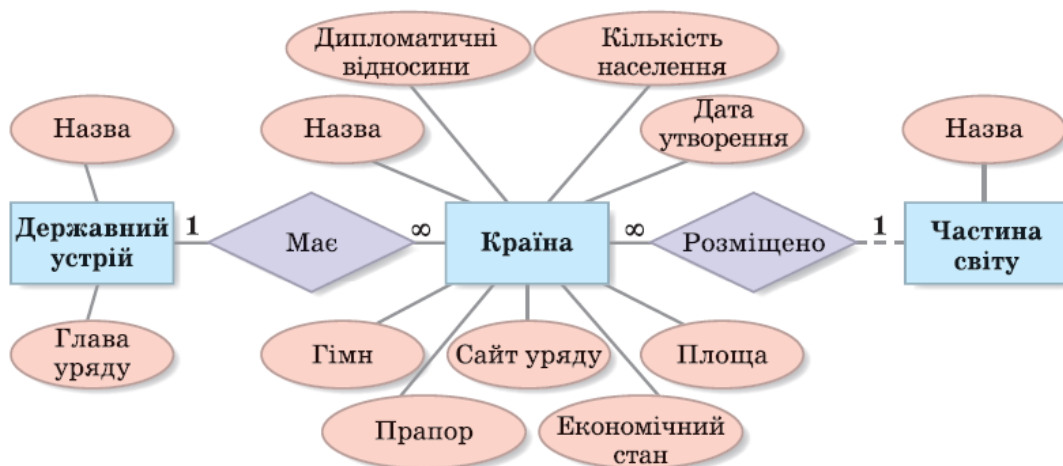 Дипломатичні
відносини
Кількість
населення
Назва
Назва
Дата
утворення
Назва
Державний
устрій
1
Має
∞
Країна
∞
Розміщено
1
Частина
світу
Глава
уряду
Гімн
Сайт уряду
Площа
Прапор
Економічний
стан